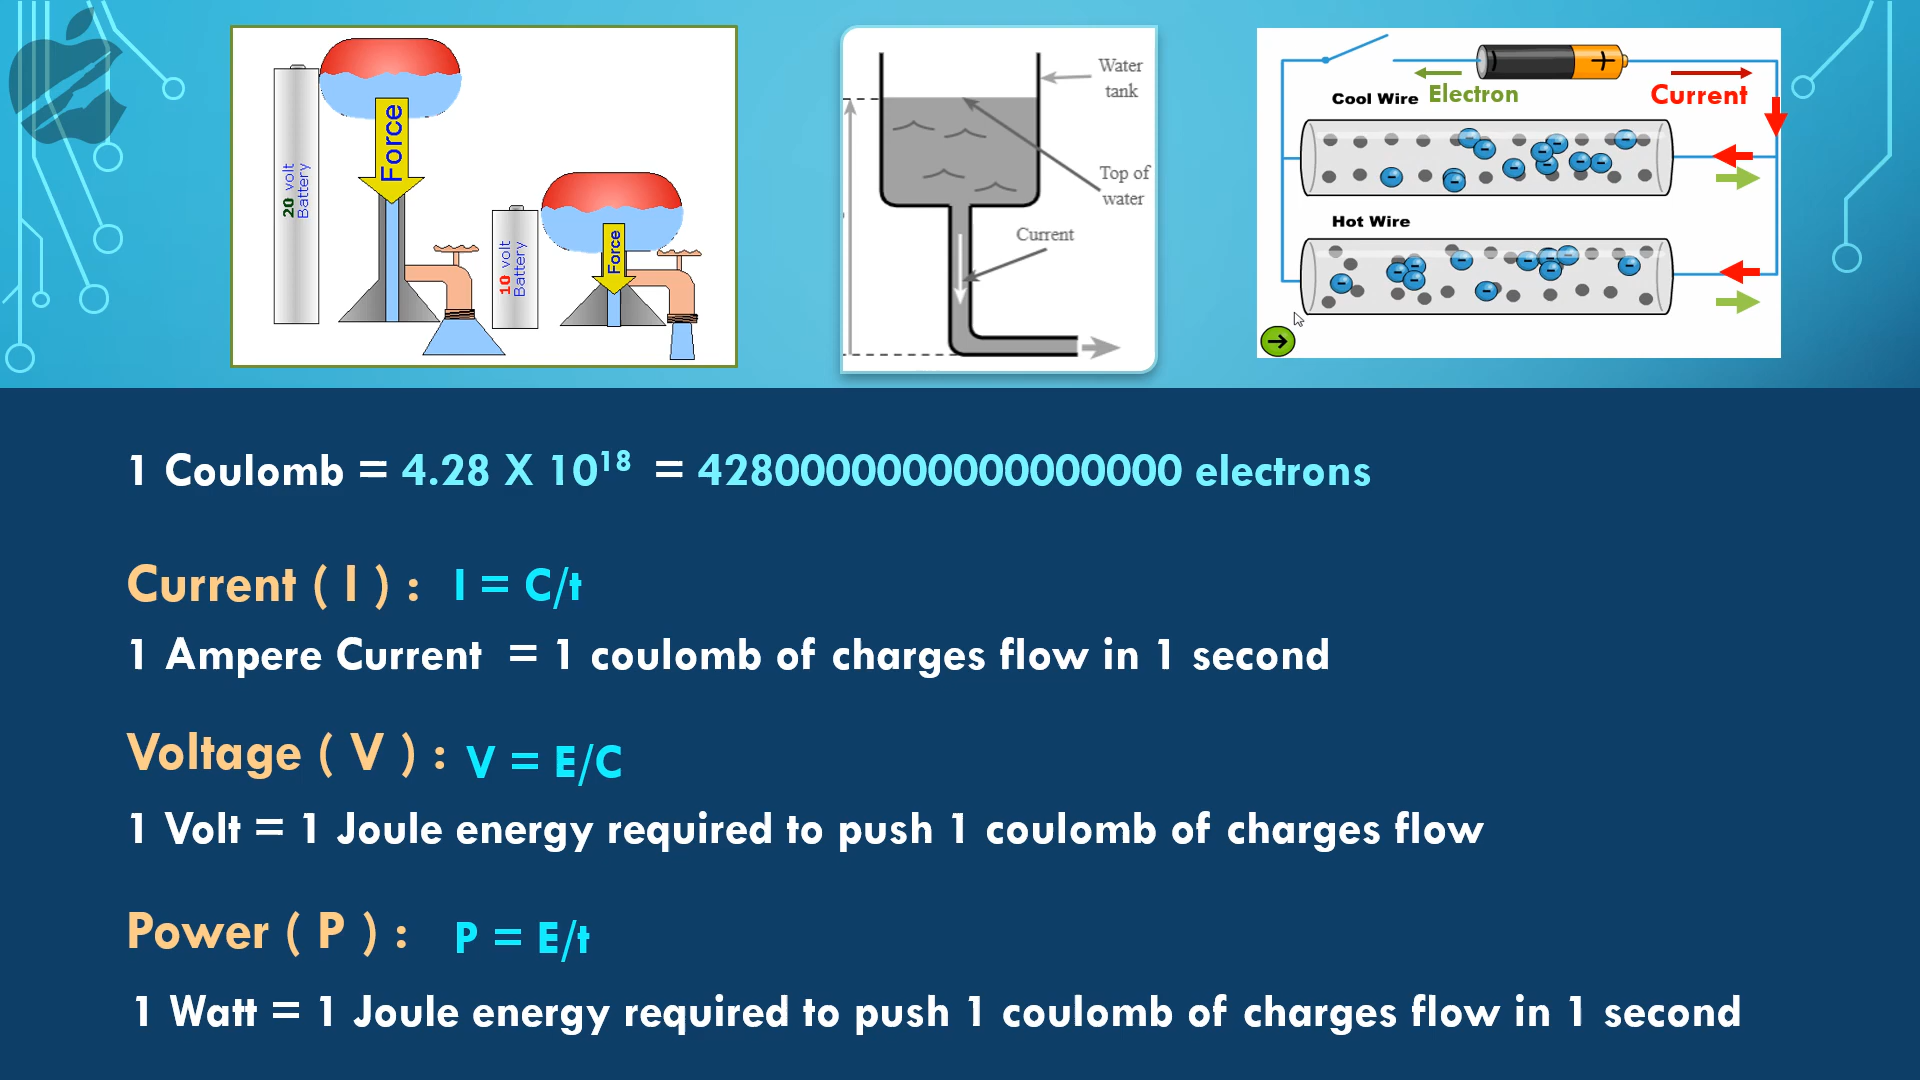 20 volt
Battery
Force
10 volt
Battery
Force
Water
tank
Top of
water
Current
Electron
Current
Cool Wire
Hot Wire
1 Coulomb = 4.28 X 10¹⁸ = 4280000000000000000 electrons
Current ( I ) : I = C/t
1 Ampere Current = 1 coulomb of charges flow in 1 second
Voltage ( V ) : V = E/C
1 Volt = 1 Joule energy required to push 1 coulomb of charges flow
Power ( P ) : P = E/t
1 Watt = 1 Joule energy required to push 1 coulomb of charges flow in 1 second